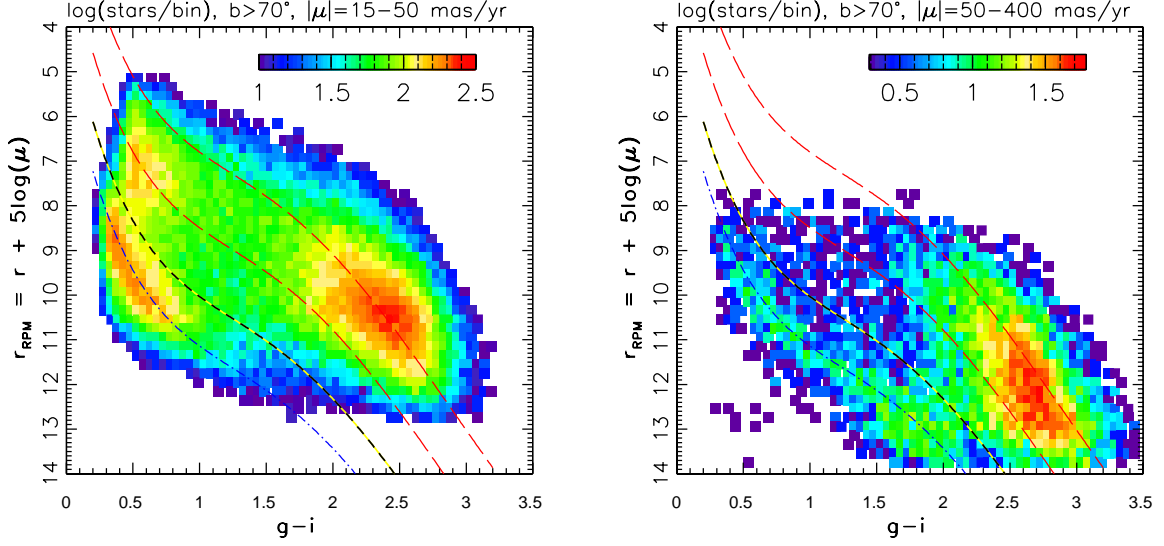 log(stars/bin), b>70°, |μ|=15−50 mas/yr
1 1.5 2 2.5
4
5
6
7
8
9
10
11
12
13
14
r_RPM = r + 5log(μ)
0 0.5 1 1.5 2 2.5 3 3.5
g−i
log(stars/bin), b>70°, |μ|=50−400 mas/yr
0.5 1 1.5
4
5
6
7
8
9
10
11
12
13
14
r_RPM = r + 5log(μ)
0 0.5 1 1.5 2 2.5 3 3.5
g−i